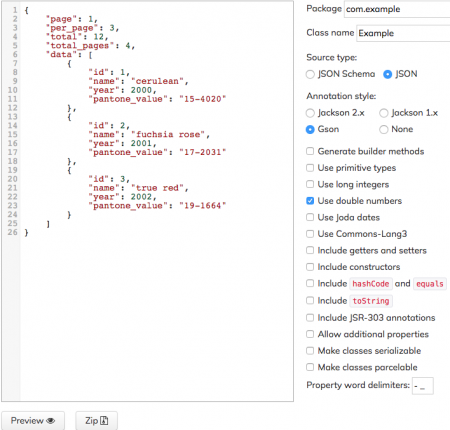 1 {
2     "page": 1,
3     "per_page": 3,
4     "total": 12,
5     "total_pages": 4,
6     "data": [
7         {
8             "id": 1,
9             "name": "cerulean",
10             "year": 2000,
11             "pantone_value": "15-4020"
12         },
13         {
14             "id": 2,
15             "name": "fuchsia rose",
16             "year": 2001,
17             "pantone_value": "17-2031"
18         },
19         {
20             "id": 3,
21             "name": "true red",
22             "year": 2002,
23             "pantone_value": "19-1664"
24         }
25     ]
26 }
Preview
Zip
Package com.example
Class name Example
Source type:
JSON Schema JSON
Annotation style:
Jackson 2.x Jackson 1.x
Gson None
Generate builder methods
Use primitive types
Use long integers
Use double numbers
Use Joda dates
Use Commons-Lang3
Include getters and setters
Include constructors
Include hashCode and equals
Include toString
Include JSR-303 annotations
Allow additional properties
Make classes serializable
Make classes parcelable
Property word delimiters: - _